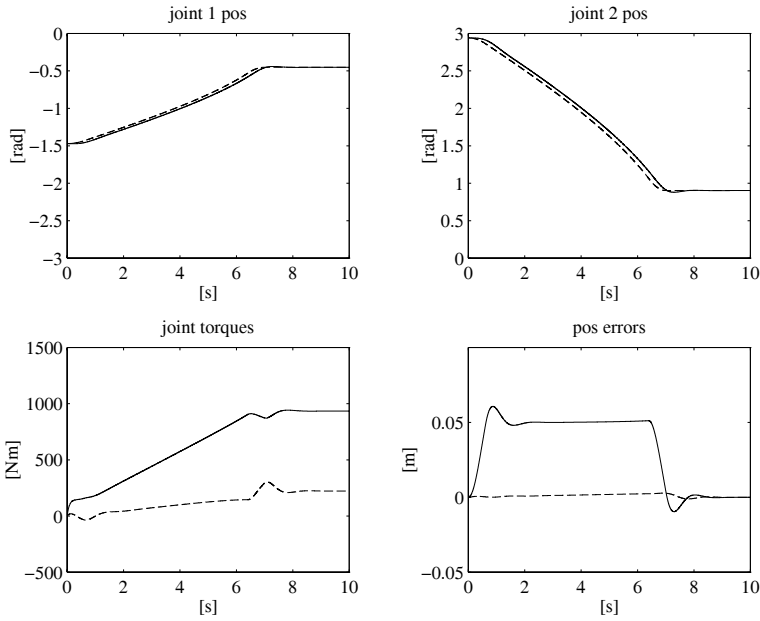 joint 1 pos
0
−0.5
−1
−1.5
−2
−2.5
−3
[rad]
0 2 4 6 8 10
[s]
joint 2 pos
3
2.5
2
1.5
1
0.5
0
[rad]
0 2 4 6 8 10
[s]
joint torques
1500
1000
500
0
−500
[Nm]
0 2 4 6 8 10
[s]
pos errors
0.05
0
−0.05
[m]
0 2 4 6 8 10
[s]